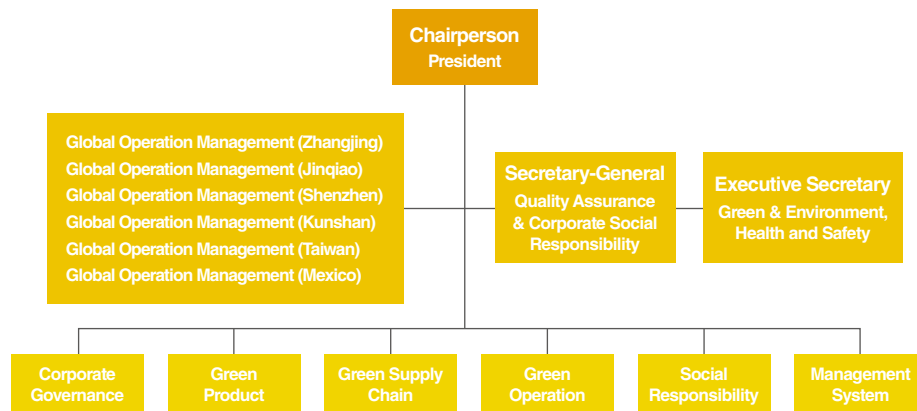 Chairperson
President
Global Operation Management (Zhangjing)
Global Operation Management (Jinqiao)
Global Operation Management (Shenzhen)
Global Operation Management (Kunshan)
Global Operation Management (Taiwan)
Global Operation Management (Mexico)
Secretary-General
Quality Assurance
& Corporate Social
Responsibility
Executive Secretary
Green & Environment,
Health and Safety
Corporate
Governance
Green
Product
Green Supply
Chain
Green
Operation
Social
Responsibility
Management
System